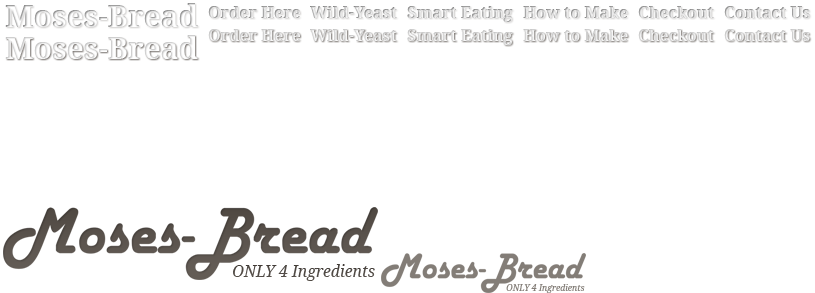 Moses-Bread Order Here Wild-Yeast Smart Eating How to Make Checkout Contact Us
Moses-Bread Order Here Wild-Yeast Smart Eating How to Make Checkout Contact Us
Moses-Bread
ONLY 4 Ingredients
Moses-Bread
ONLY 4 Ingredients